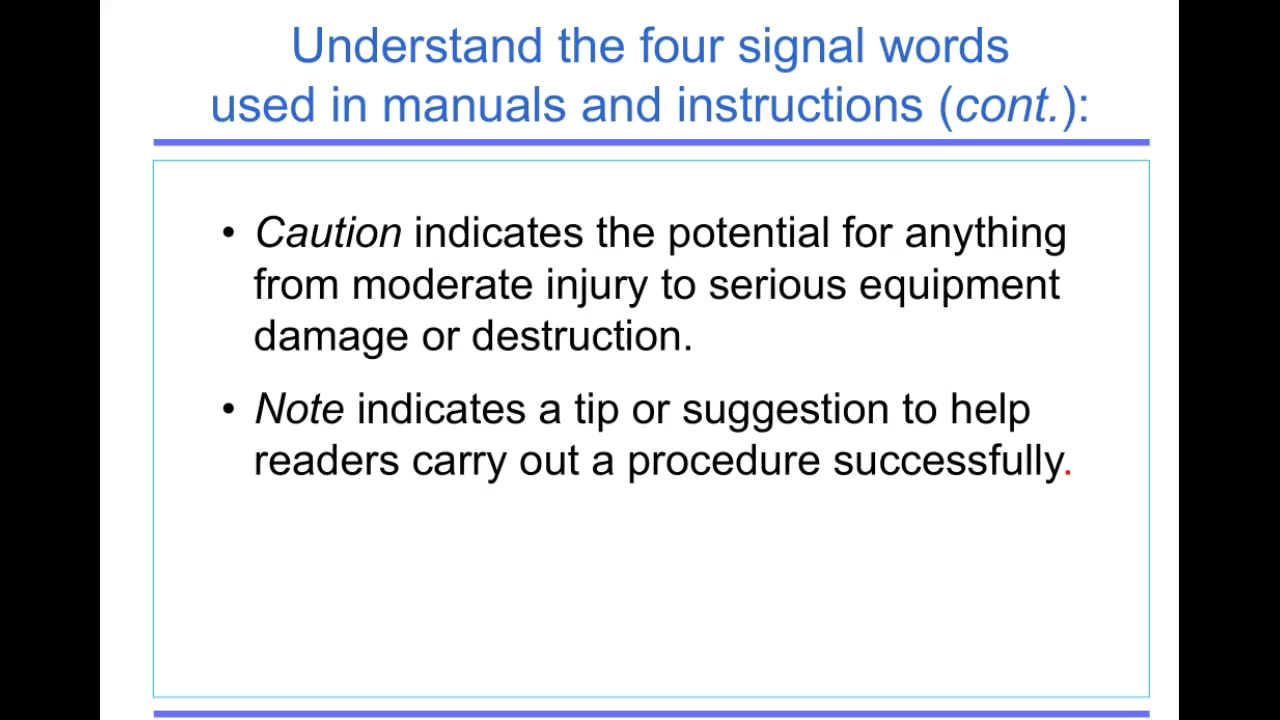 Understand the four signal words
used in manuals and instructions (cont.):
• Caution indicates the potential for anything
from moderate injury to serious equipment
damage or destruction.
• Note indicates a tip or suggestion to help
readers carry out a procedure successfully.